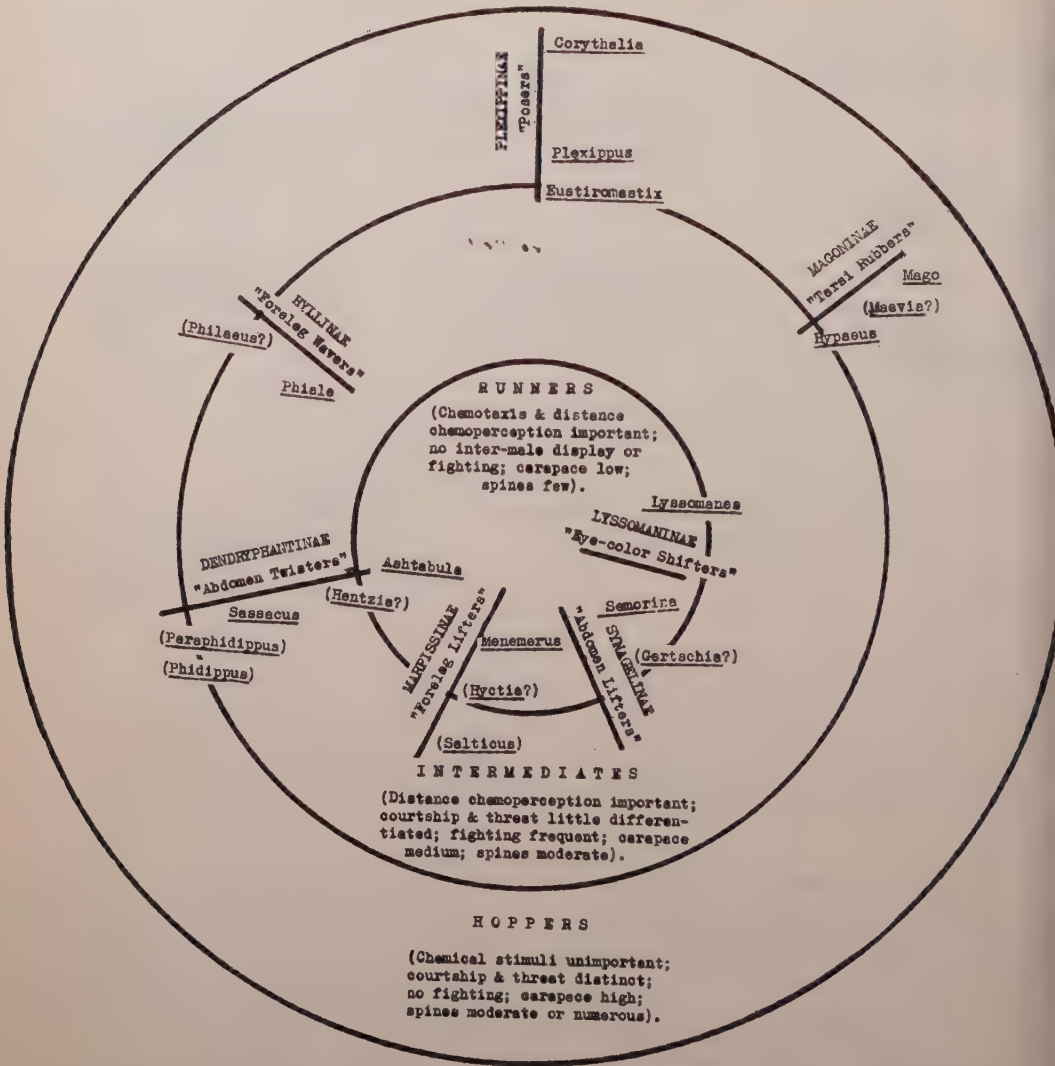 Corythalia
PLEXIPPINAE
"Posers"
Plexippus
Eustiromastix
MAGONINAE
"Tarsi Rubbers"
Mago
(Maevia?)
Hypaeus
HYLLINAE
"Foreleg Wavers"
(Philaeus?)
Phiale
RUNNERS
(Chemotaxis & distance
chemoperception important;
no inter-male display or
fighting; carapace low;
spines few).
Lyssomanes
LYSSOMANINAE
"Eye-color Shifters"
DENDRYPHANTINAE
"Abdomen Twisters"
Ashtabula
(Hentzia?)
Sassacus
(Paraphidippus)
(Phidippus)
MARPISSINAE
"Foreleg Lifters"
Menemerus
(Hyctia?)
(Salticus)
Semorina
SYNAGELINAE
"Abdomen Lifters"
(Gertschia?)
INTERMEDIATES
(Distance chemoperception important;
courtship & threat little differen-
tiated; fighting frequent; carapace
medium; spines moderate).
HOPPERS
(Chemical stimuli unimportant;
courtship & threat distinct;
no fighting; carapace high;
spines moderate or numerous).